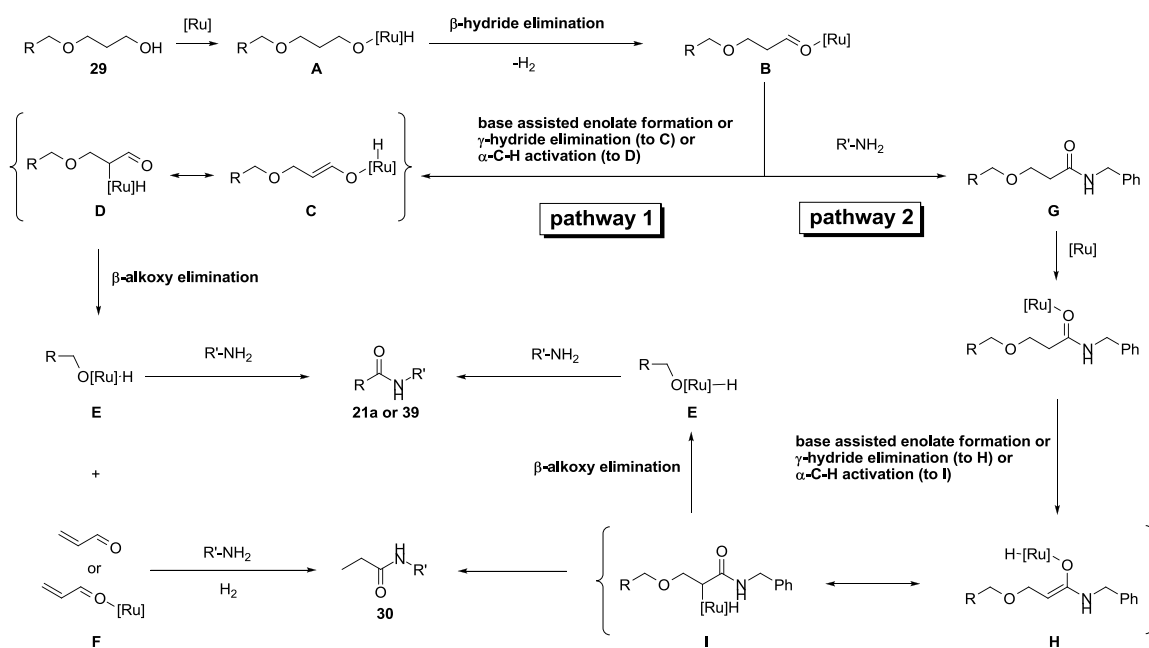 R O OH
29
[Ru]
R O O [Ru]H
A
β-hydride elimination
-H2
R O O [Ru]
B
base assisted enolate formation or
γ-hydride elimination (to C) or
α-C-H activation (to D)
R'-NH2
R O O
[Ru]H
D
H
[Ru]
R O O
C
pathway 1
pathway 2
O
R O N Ph
H
G
[Ru]
β-alkoxy elimination
[Ru] O
R O N Ph
H
R
O[Ru]-H
E
R'-NH2
O
R N R'
H
21a or 39
R'-NH2
R
O[Ru]-H
E
+
β-alkoxy elimination
base assisted enolate formation or
γ-hydride elimination (to H) or
α-C-H activation (to I)
O
or
O [Ru]
F
R'-NH2
H2
H
N R'
O
30
O
R O N Ph
H
[Ru]H
I
H-[Ru] O
R O N Ph
H
H